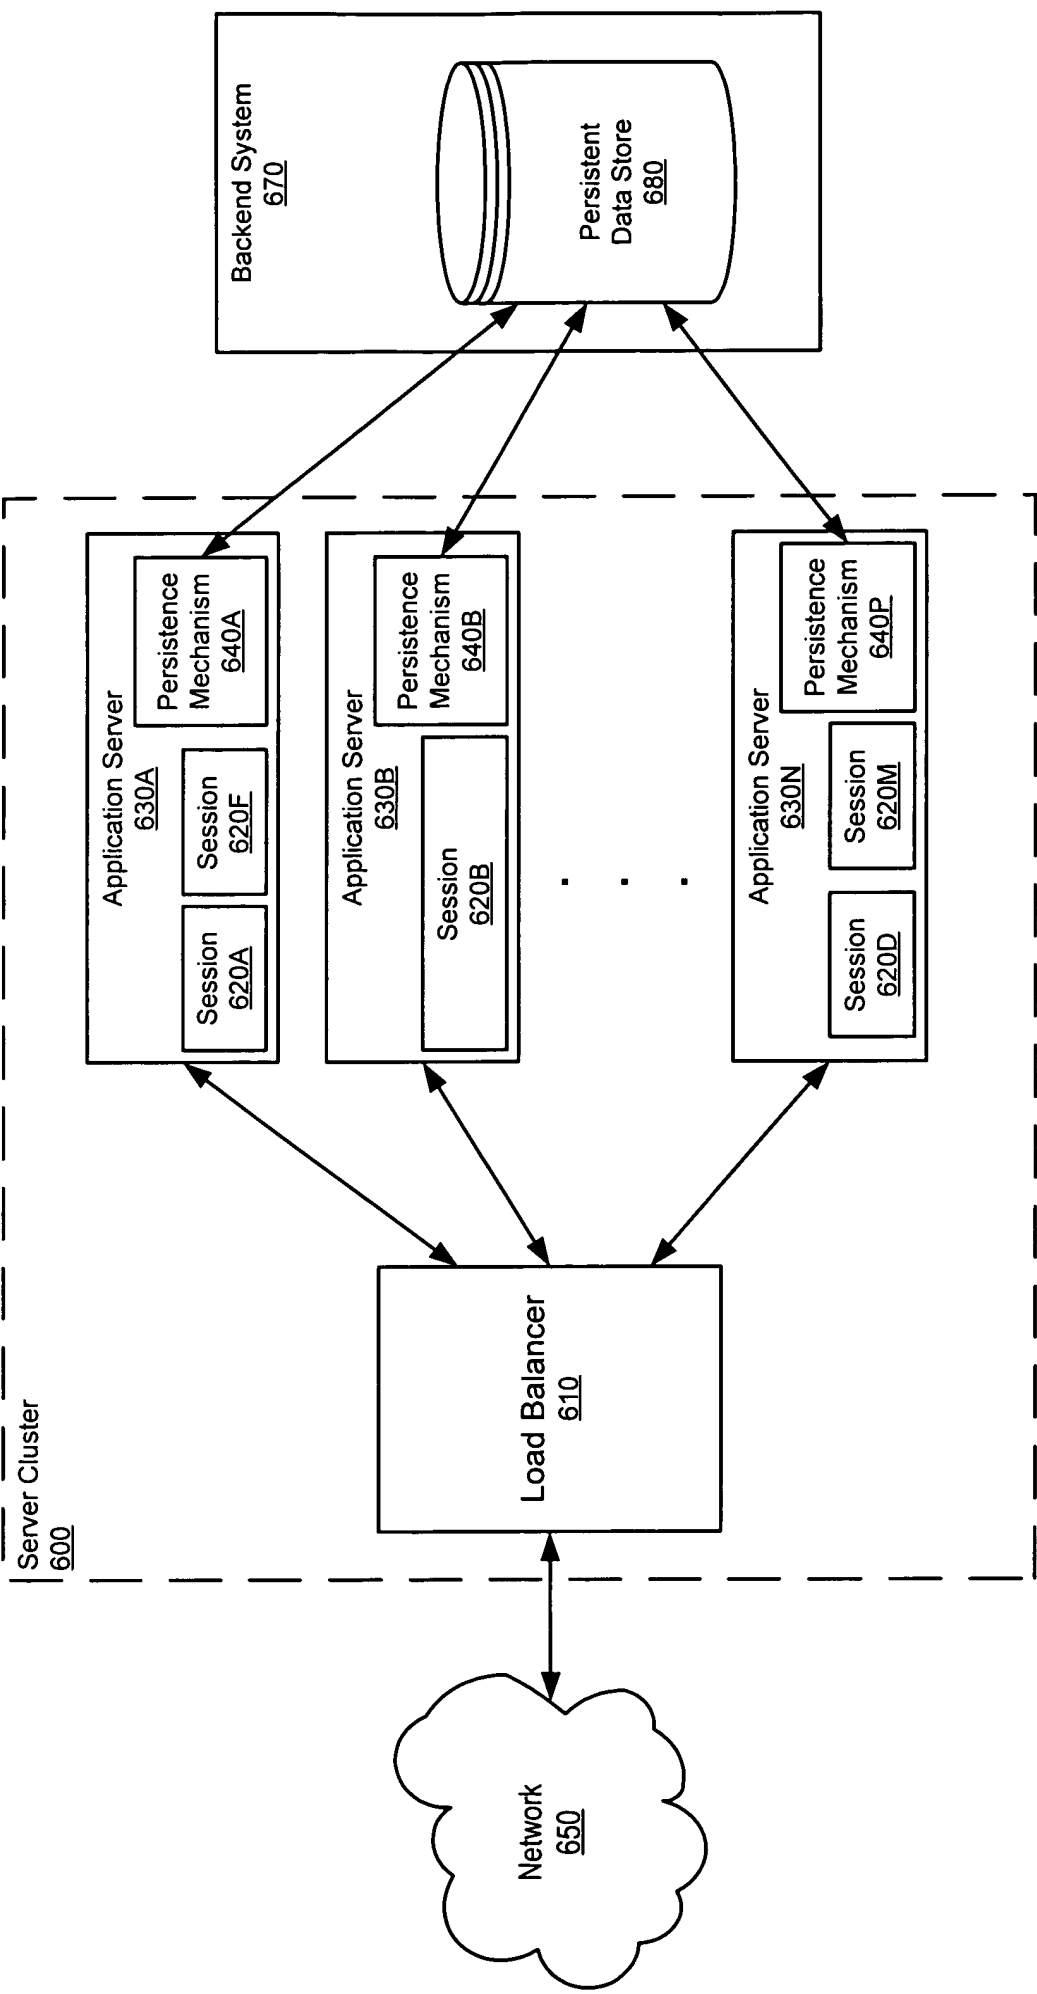 Server Cluster
600
Network
650
Load Balancer
610
Application Server
630A
Session
620A
Session
620F
Persistence
Mechanism
640A
Application Server
630B
Session
620B
Persistence
Mechanism
640B
. . .
Application Server
630N
Session
620D
Session
620M
Persistence
Mechanism
640P
Backend System
670
Persistent
Data Store
680